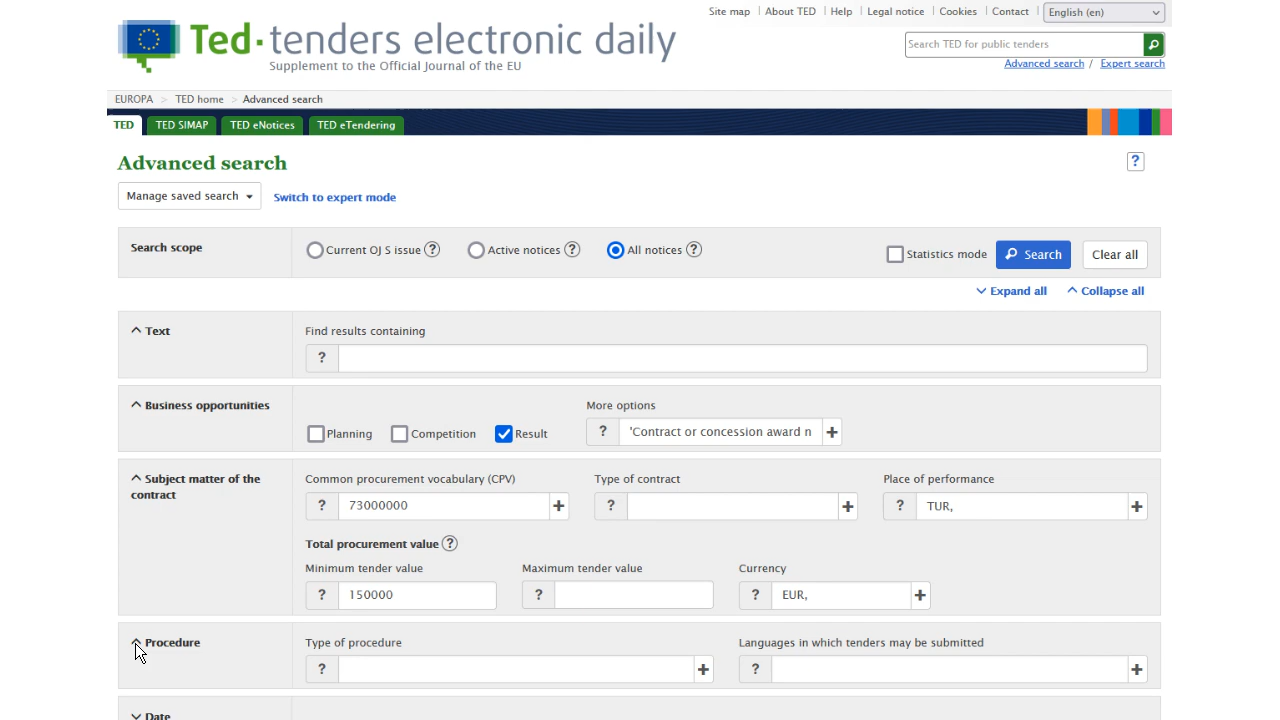 Site map About TED Help Legal notice Cookies Contact English (en)
Ted tenders electronic daily
Supplement to the Official Journal of the EU
Search TED for public tenders
Advanced search / Expert search
EUROPA > TED home > Advanced search
TED TED SIMAP TED eNotices TED eTendering
Advanced search ?
Manage saved search Switch to expert mode
Search scope Current OJ S issue ? Active notices ? All notices ? Statistics mode Search Clear all
Expand all Collapse all
Text Find results containing
?
Business opportunities More options
Planning Competition Result ? 'Contract or concession award n +
Subject matter of the contract Common procurement vocabulary (CPV) Type of contract Place of performance
? 73000000 + ? + ? TUR, +
Total procurement value ?
Minimum tender value Maximum tender value Currency
? 150000 ? ? EUR, +
Procedure Type of procedure Languages in which tenders may be submitted
? + ? +
Date